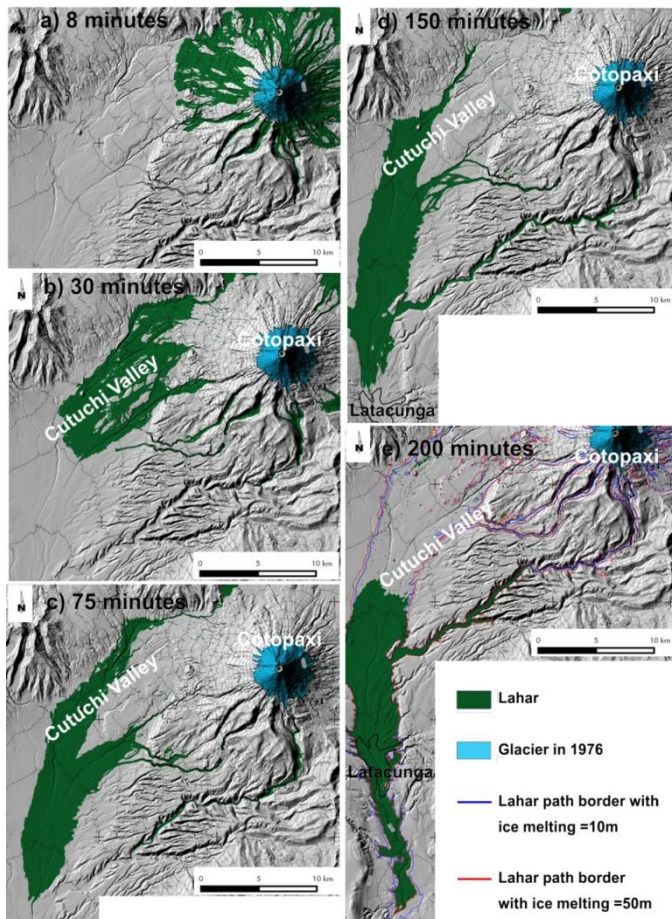 a) 8 minutes
N
Cotopaxi
0 5 10 km
b) 30 minutes
N
Cotopaxi
Cutuchi Valley
0 5 10 km
c) 75 minutes
N
Cotopaxi
Cutuchi Valley
0 5 10 km
d) 150 minutes
N
Cotopaxi
Cutuchi Valley
0 5 10 km
Latacunga
e) 200 minutes
N
Cotopaxi
Cutuchi Valley
0 5 10 km
Latacunga
Lahar
Glacier in 1976
Lahar path border with
ice melting =10m
Lahar path border
with ice melting =50m